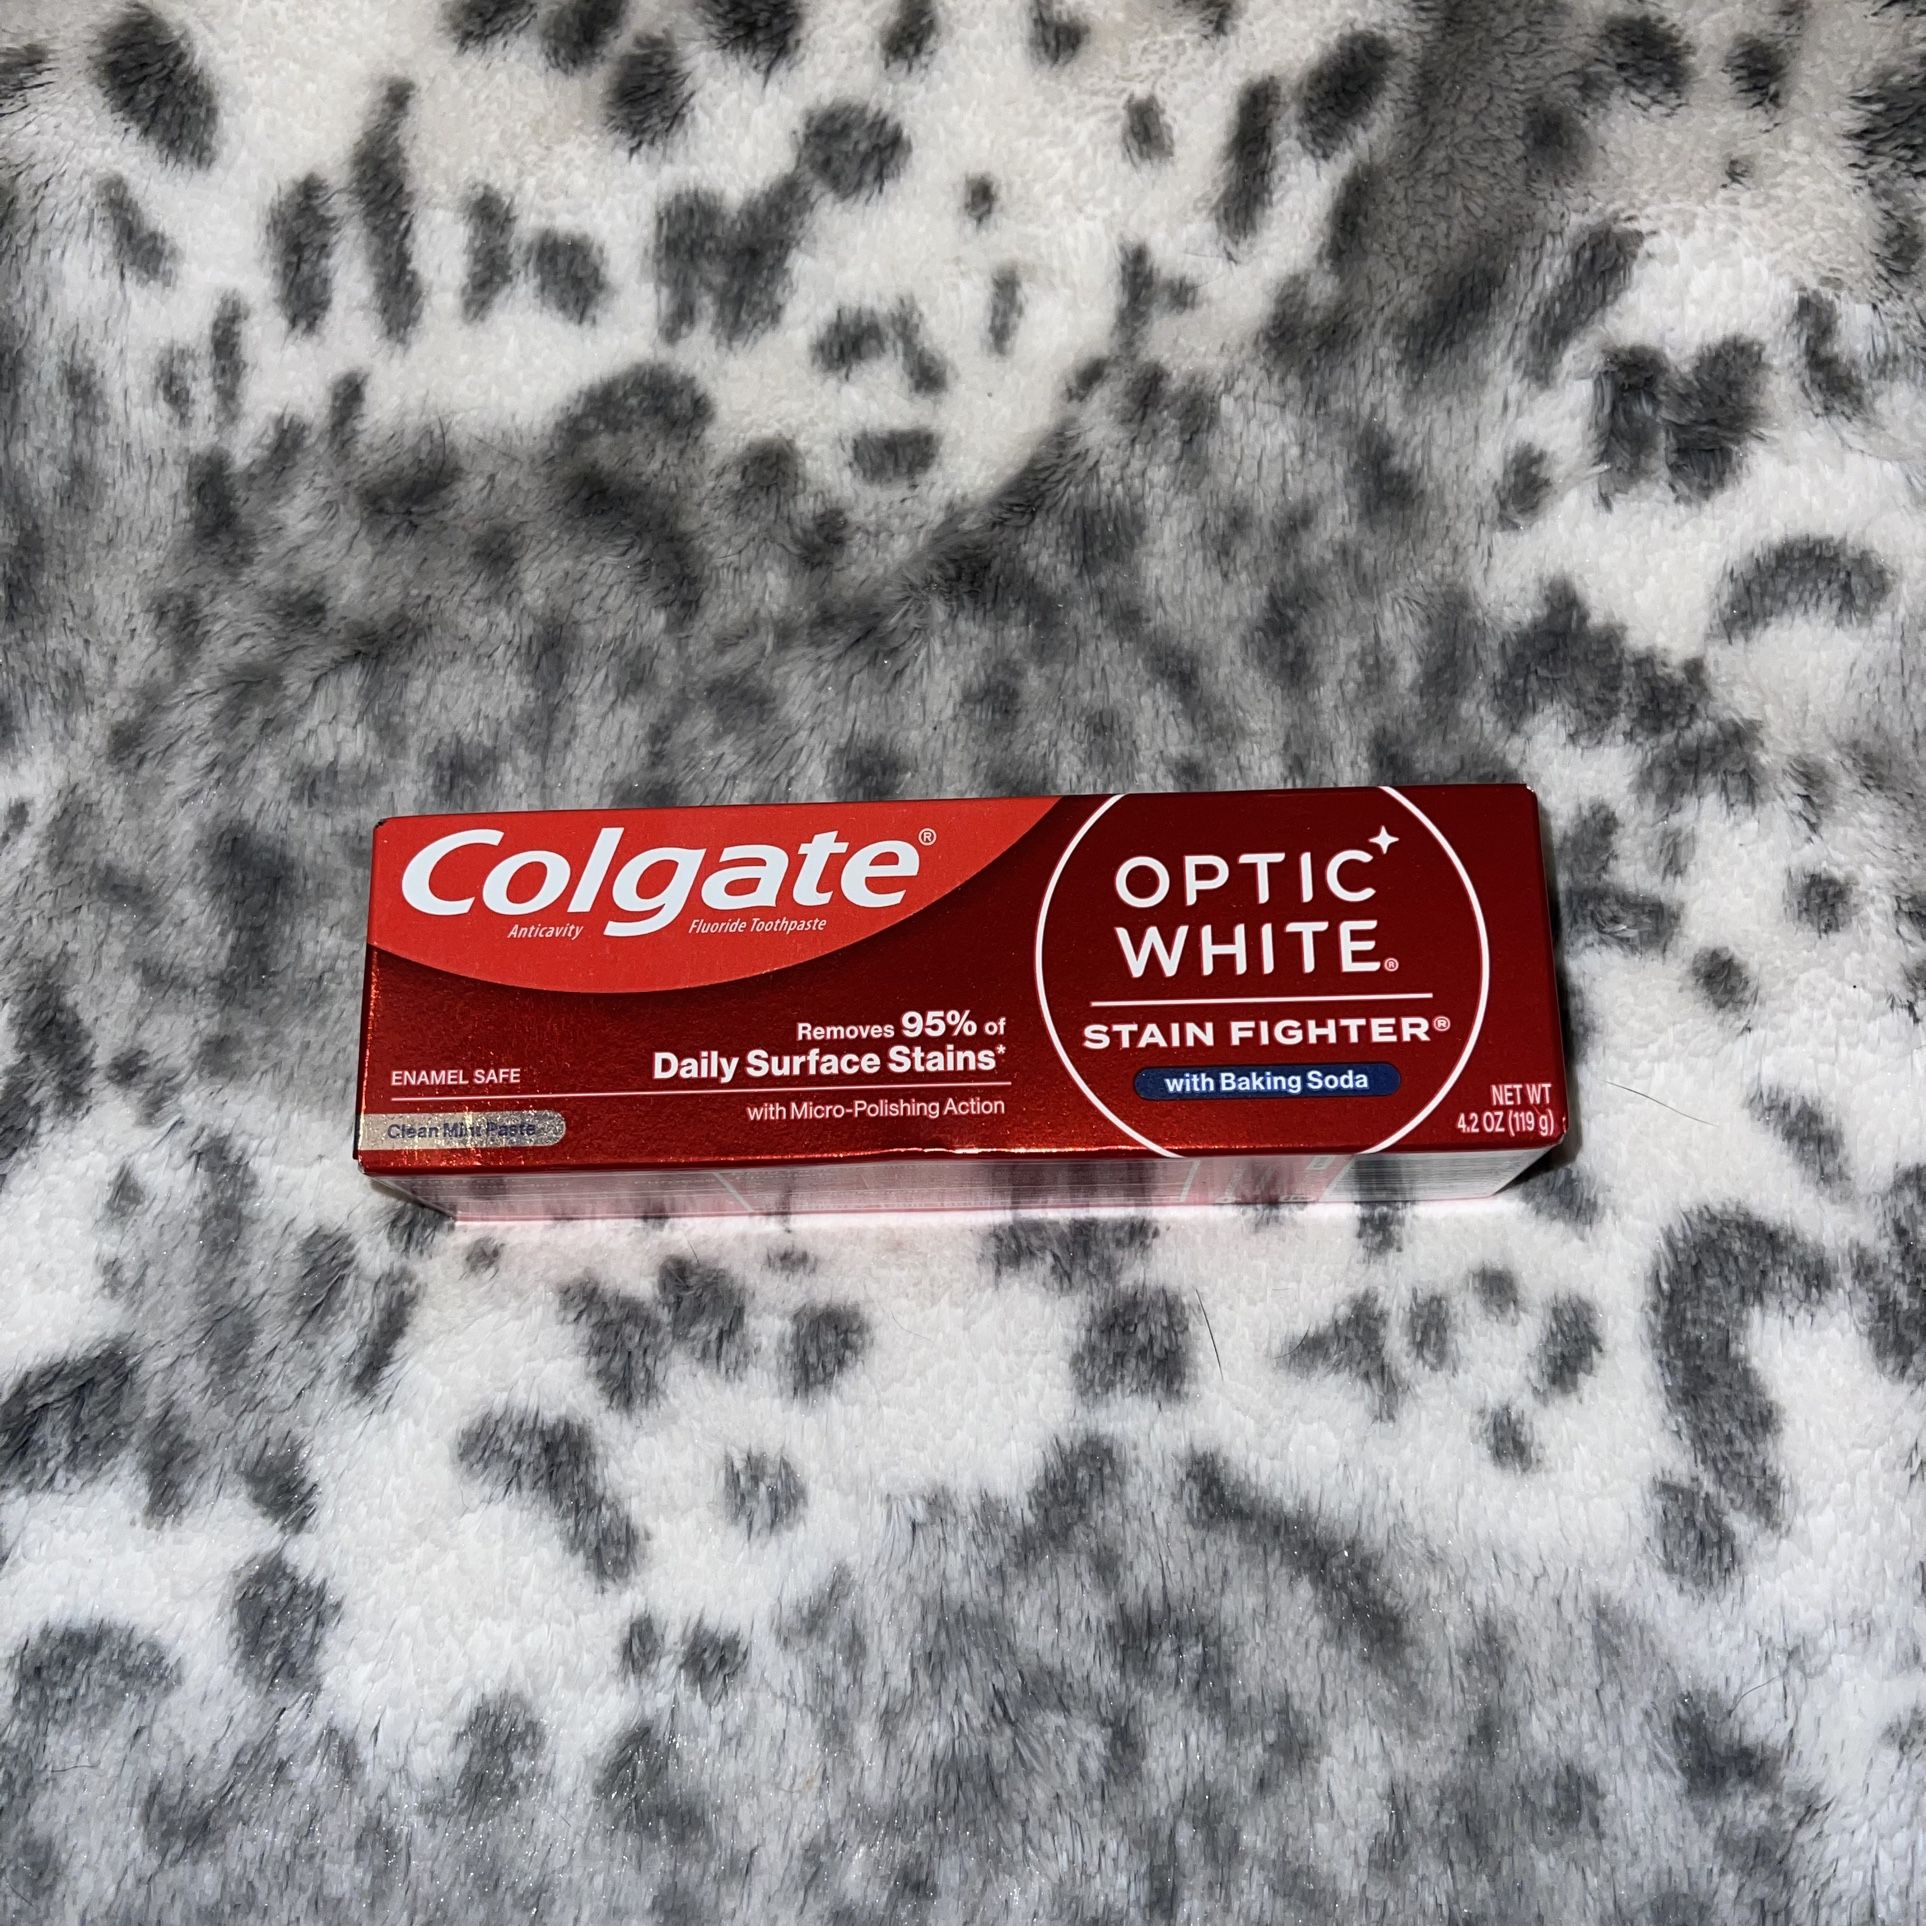 Colgate®
Anticavity Fluoride Toothpaste
Removes 95% of
Daily Surface Stains*
with Micro-Polishing Action
ENAMEL SAFE
Clean Mint Paste
OPTIC
WHITE®
STAIN FIGHTER®
with Baking Soda
NET WT
4.2 OZ (119 g)